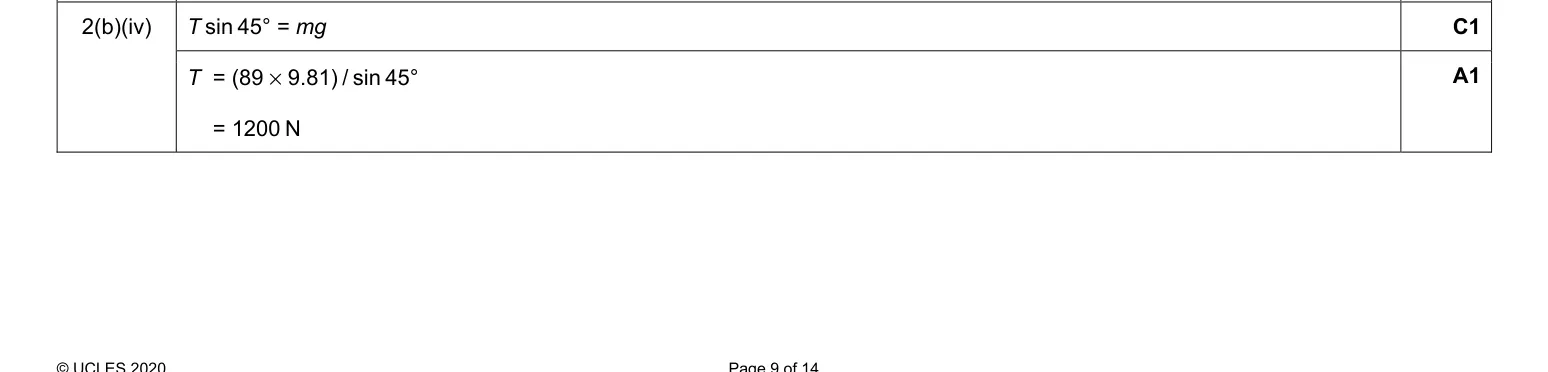 2(b)(iv) T sin 45° = mg C1
T = (89 × 9.81) / sin 45° A1
= 1200 N
© UCLES 2020 Page 9 of 14